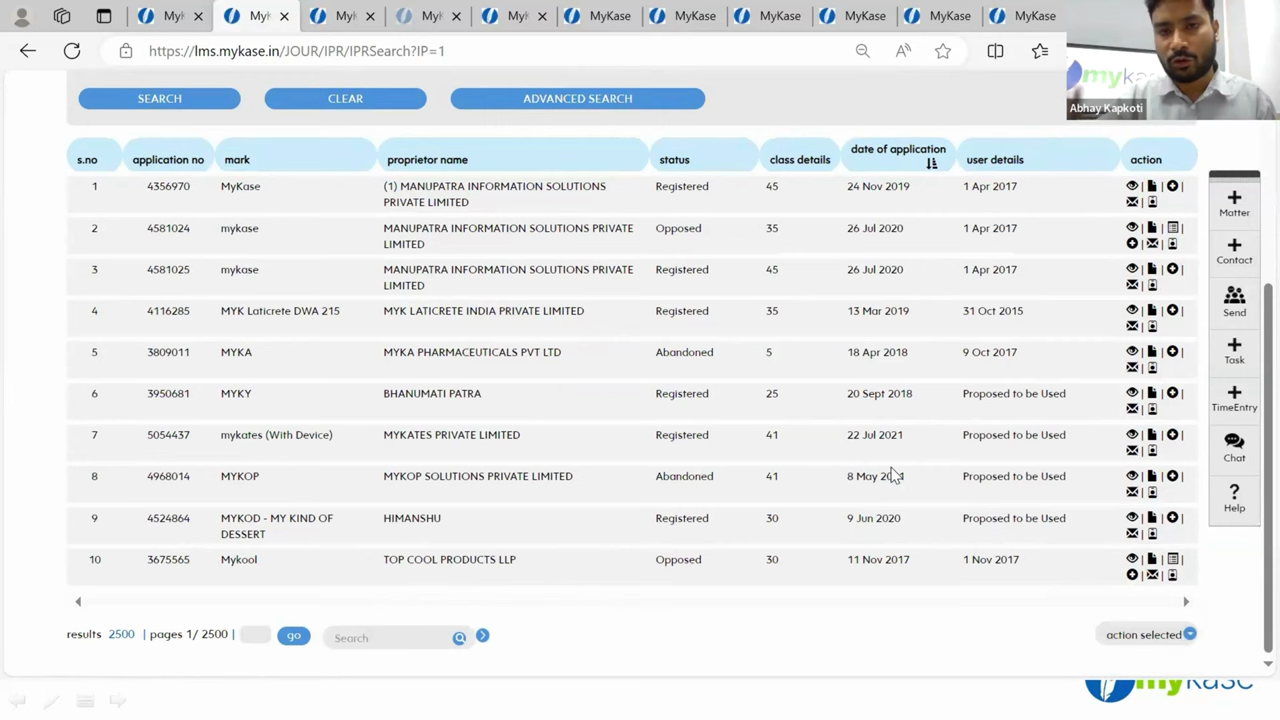 MyK
MyK
MyK
MyK
MyK
MyKase
MyKase
MyKase
MyKase
MyKase
MyKase
https://lms.mykase.in/JOUR/IPR/IPRSearch?IP=1
Abhay Kapkoti
SEARCH
CLEAR
ADVANCED SEARCH
s.no application no mark proprietor name status class details date of application user details action
1 4356970 MyKase (1) MANUPATRA INFORMATION SOLUTIONS Registered 45 24 Nov 2019 1 Apr 2017
PRIVATE LIMITED
2 4581024 mykase MANUPATRA INFORMATION SOLUTIONS PRIVATE Opposed 35 26 Jul 2020 1 Apr 2017
LIMITED
3 4581025 mykase MANUPATRA INFORMATION SOLUTIONS PRIVATE Registered 45 26 Jul 2020 1 Apr 2017
LIMITED
4 4116285 MYK Laticrete DWA 215 MYK LATICRETE INDIA PRIVATE LIMITED Registered 35 13 Mar 2019 31 Oct 2015
5 3809011 MYKA MYKA PHARMACEUTICALS PVT LTD Abandoned 5 18 Apr 2018 9 Oct 2017
6 3950681 MYKY BHANUMATI PATRA Registered 25 20 Sept 2018 Proposed to be Used
7 5054437 mykates (With Device) MYKATES PRIVATE LIMITED Registered 41 22 Jul 2021 Proposed to be Used
8 4968014 MYKOP MYKOP SOLUTIONS PRIVATE LIMITED Abandoned 41 8 May Proposed to be Used
9 4524864 MYKOD - MY KIND OF HIMANSHU Registered 30 9 Jun 2020 Proposed to be Used
DESSERT
10 3675565 Mykool TOP COOL PRODUCTS LLP Opposed 30 11 Nov 2017 1 Nov 2017
results 2500 | pages 1/ 2500 |
go
Search
action selected
Matter
Contact
Send
Task
TimeEntry
Chat
Help
mykase